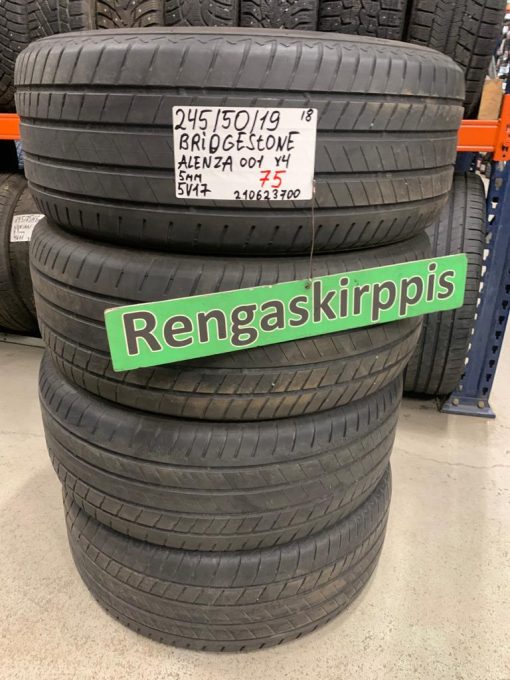 245/50/19 18
BRIDGESTONE
ALENZA 001 x4
5mm 75
5V17 210623700
Rengaskirppis